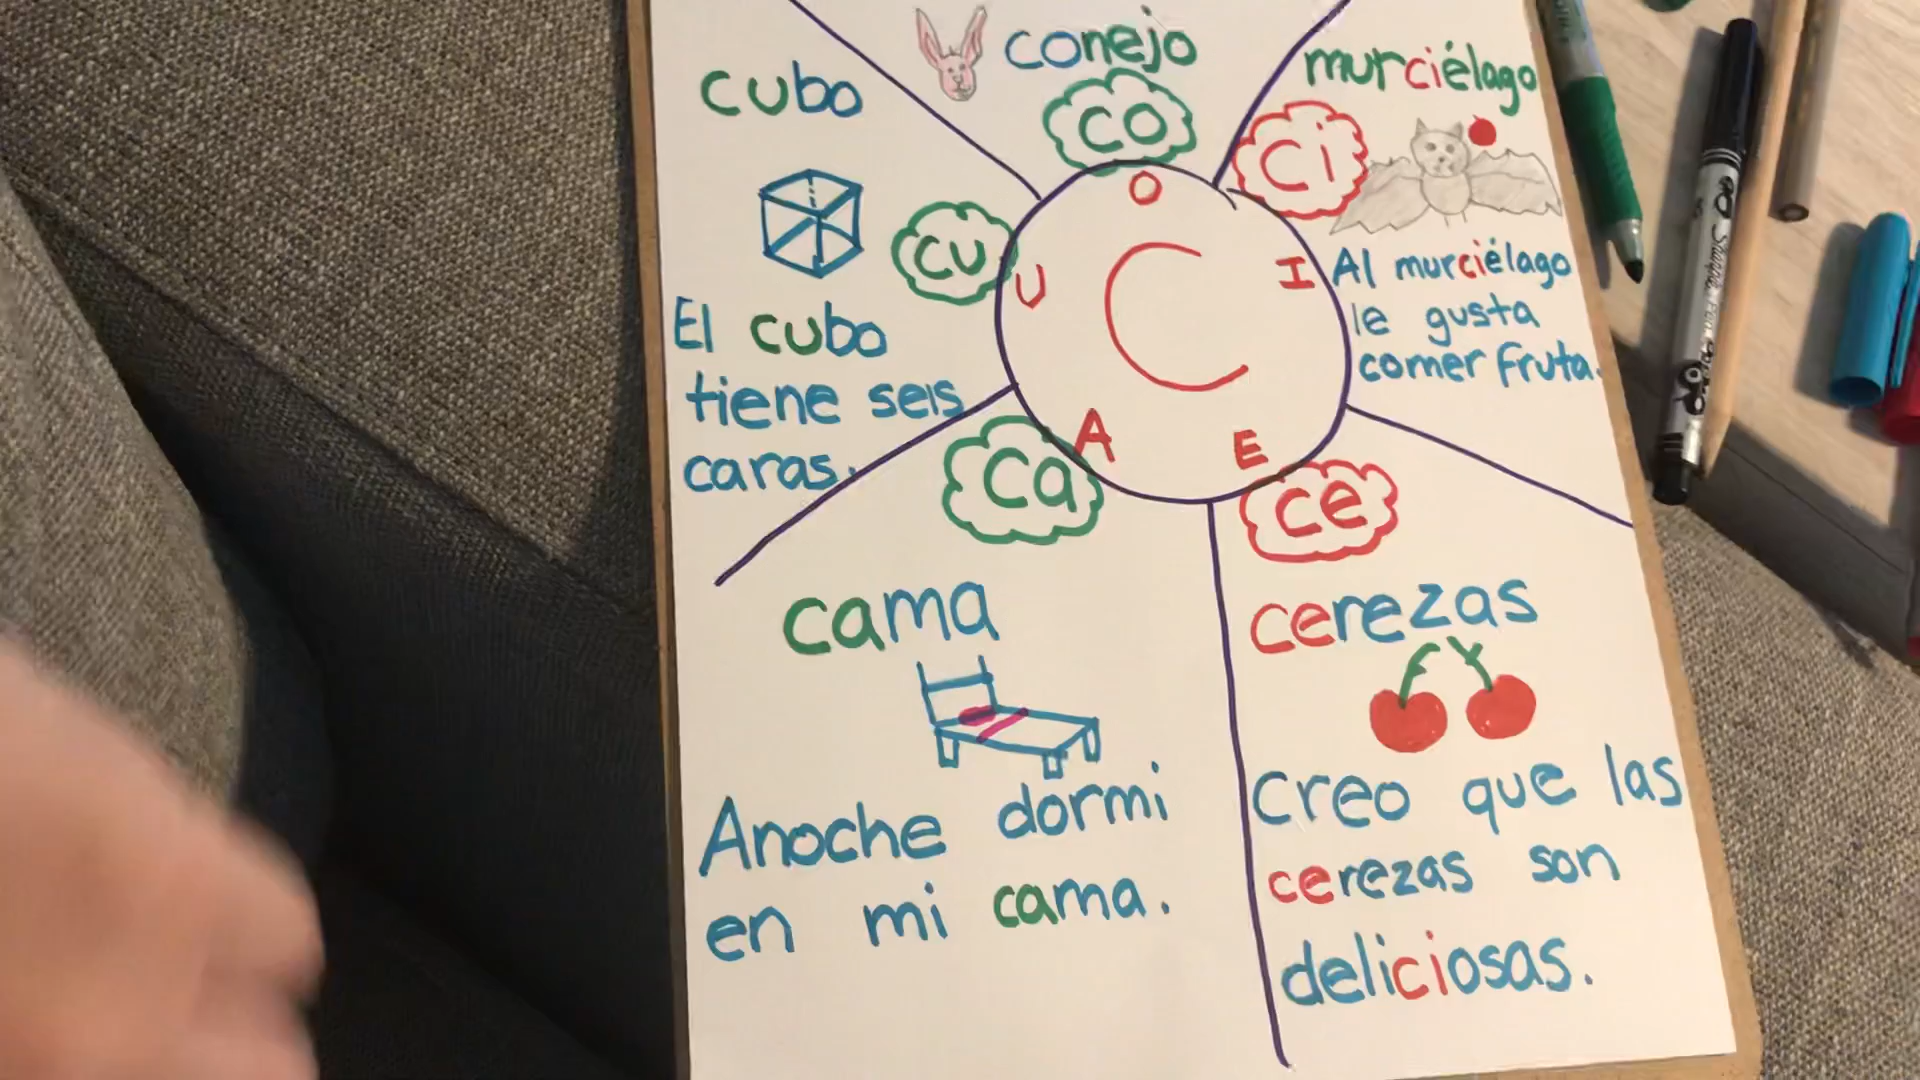 conejo
co
cubo
cu
El cubo
tiene seis
caras.
murciélago
ci
Al murciélago
le gusta
comer fruta.
O
U
C
I
A
E
ca
cama
Anoche dormi
en mi cama.
ce
cerezas
Creo que las
cerezas son
deliciosas.